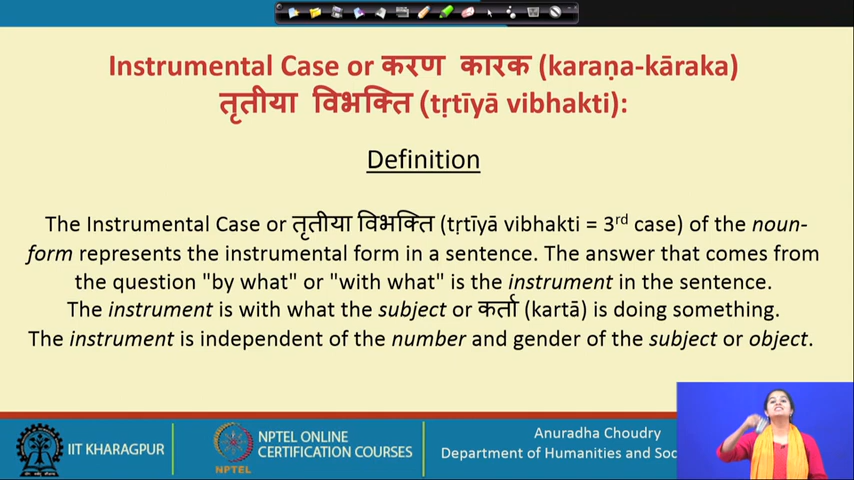 Instrumental Case or करण कारक (karaṇa-kāraka)
तृतीया विभक्ति (tṛtīyā vibhakti):
Definition
The Instrumental Case or तृतीया विभक्ति (tṛtīyā vibhakti = 3rd case) of the noun-
form represents the instrumental form in a sentence. The answer that comes from
the question "by what" or "with what" is the instrument in the sentence.
The instrument is with what the subject or कर्ता (kartā) is doing something.
The instrument is independent of the number and gender of the subject or object.
IIT KHARAGPUR
NPTEL
NPTEL ONLINE
CERTIFICATION COURSES
Anuradha Choudry
Department of Humanities and Soc